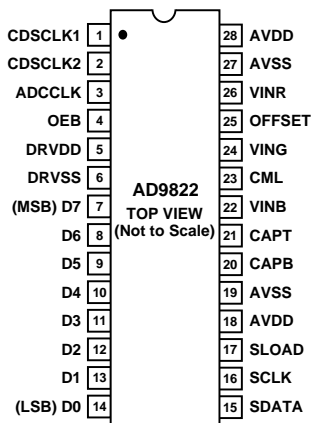 CDSCLK1 1 28 AVDD
CDSCLK2 2 27 AVSS
ADCCLK 3 26 VINR
OEB 4 25 OFFSET
DRVDD 5 24 VING
DRVSS 6 23 CML
(MSB) D7 7 22 VINB
D6 8 21 CAPT
D5 9 20 CAPB
D4 10 19 AVSS
D3 11 18 AVDD
D2 12 17 SLOAD
D1 13 16 SCLK
(LSB) D0 14 15 SDATA
AD9822
TOP VIEW
(Not to Scale)